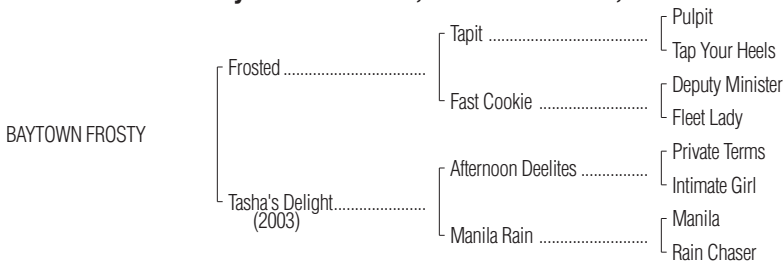 Pulpit
Tapit ................................
Tap Your Heels
Frosted ..................................
Deputy Minister
Fast Cookie ....................
Fleet Lady
BAYTOWN FROSTY
Private Terms
Afternoon Deelites ................
Intimate Girl
Tasha's Delight......................
(2003)
Manila
Manila Rain ....................
Rain Chaser